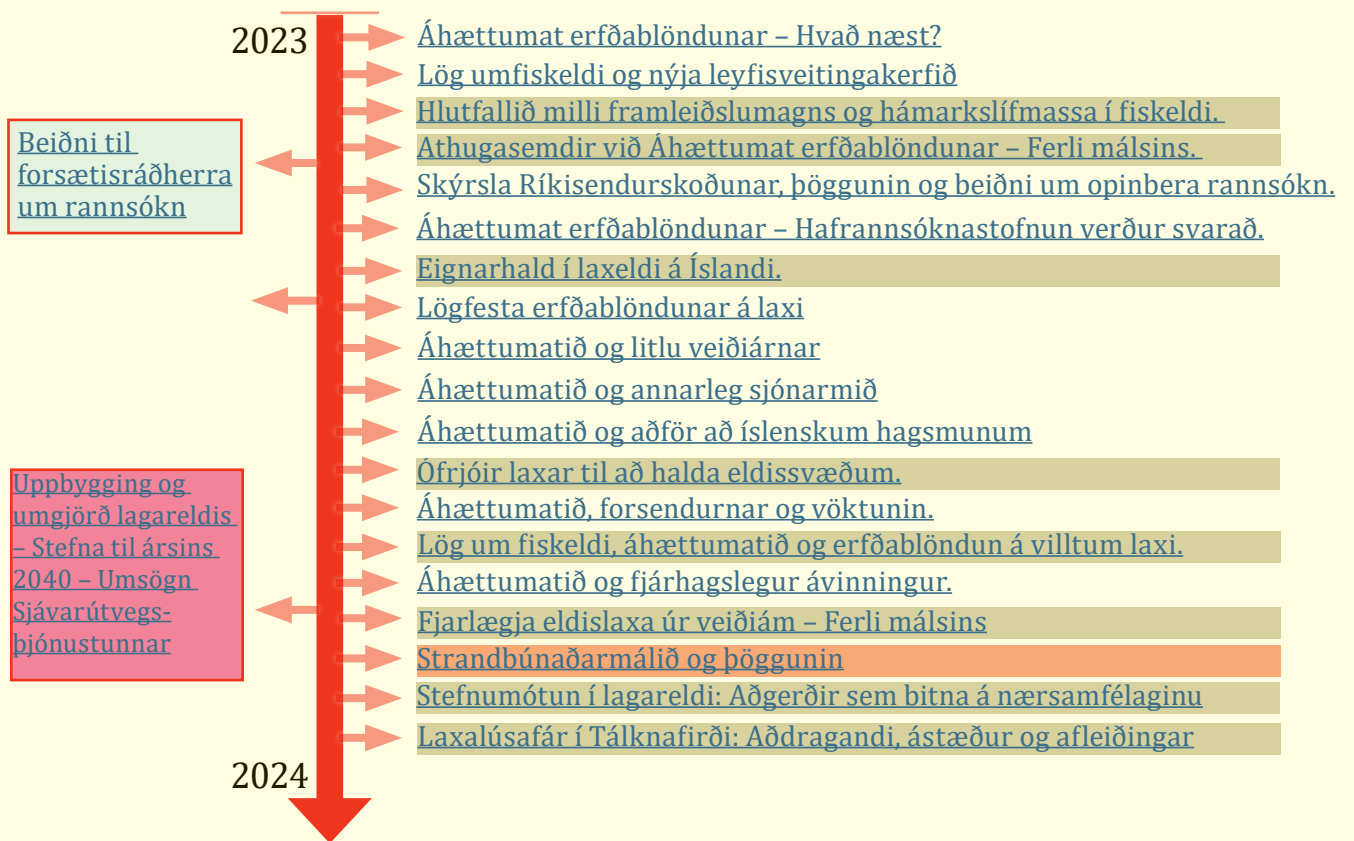 2023
Áhættumat erfðablöndunar – Hvað næst?
Lög umfiskeldi og nýja leyfisveitingakerfið
Hlutfallið milli framleiðslumagns og hámarkslífmassa í fiskeldi.
Athugasemdir við Áhættumat erfðablöndunar – Ferli málsins.
Skýrsla Ríkisendurskoðunar, þöggunin og beiðni um opinbera rannsókn.
Áhættumat erfðablöndunar – Hafrannsóknastofnun verður svarað.
Eignarhald í laxeldi á Íslandi.
Lögfesta erfðablöndunar á laxi
Áhættumatið og litlu veiðiárnar
Áhættumatið og annarleg sjónarmið
Áhættumatið og aðför að íslenskum hagsmunum
Ófrjóir laxar til að halda eldissvæðum.
Áhættumatið, forsendurnar og vöktunin.
Lög um fiskeldi, áhættumatið og erfðablöndun á villtum laxi.
Áhættumatið og fjárhagslegur ávinningur.
Fjarlægja eldislaxa úr veiðiám – Ferli málsins
Strandbúnaðarmálið og þöggunin
Stefnumótun í lagareldi: Aðgerðir sem bitna á nærsamfélaginu
Laxalúsafár í Tálknafirði: Aðdragandi, ástæður og afleiðingar
2024
Beiðni til
forsætisráðherra
um rannsókn
Uppbygging og
umgjörð lagareldis
– Stefna til ársins
2040 – Umsögn
Sjávarútvegs-
þjónustunnar